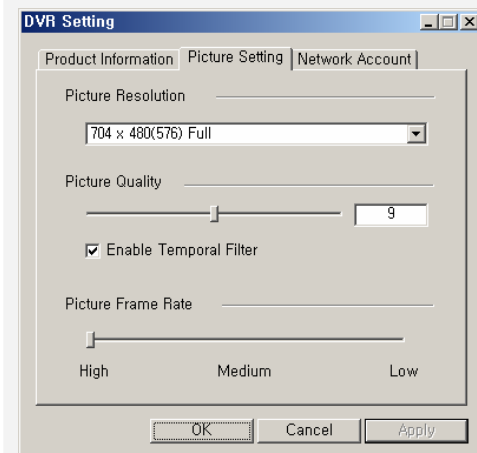 DVR Setting
Product Information Picture Setting Network Account
Picture Resolution
704 x 480(576) Full
Picture Quality
9
Enable Temporal Filter
Picture Frame Rate
High Medium Low
OK Cancel Apply